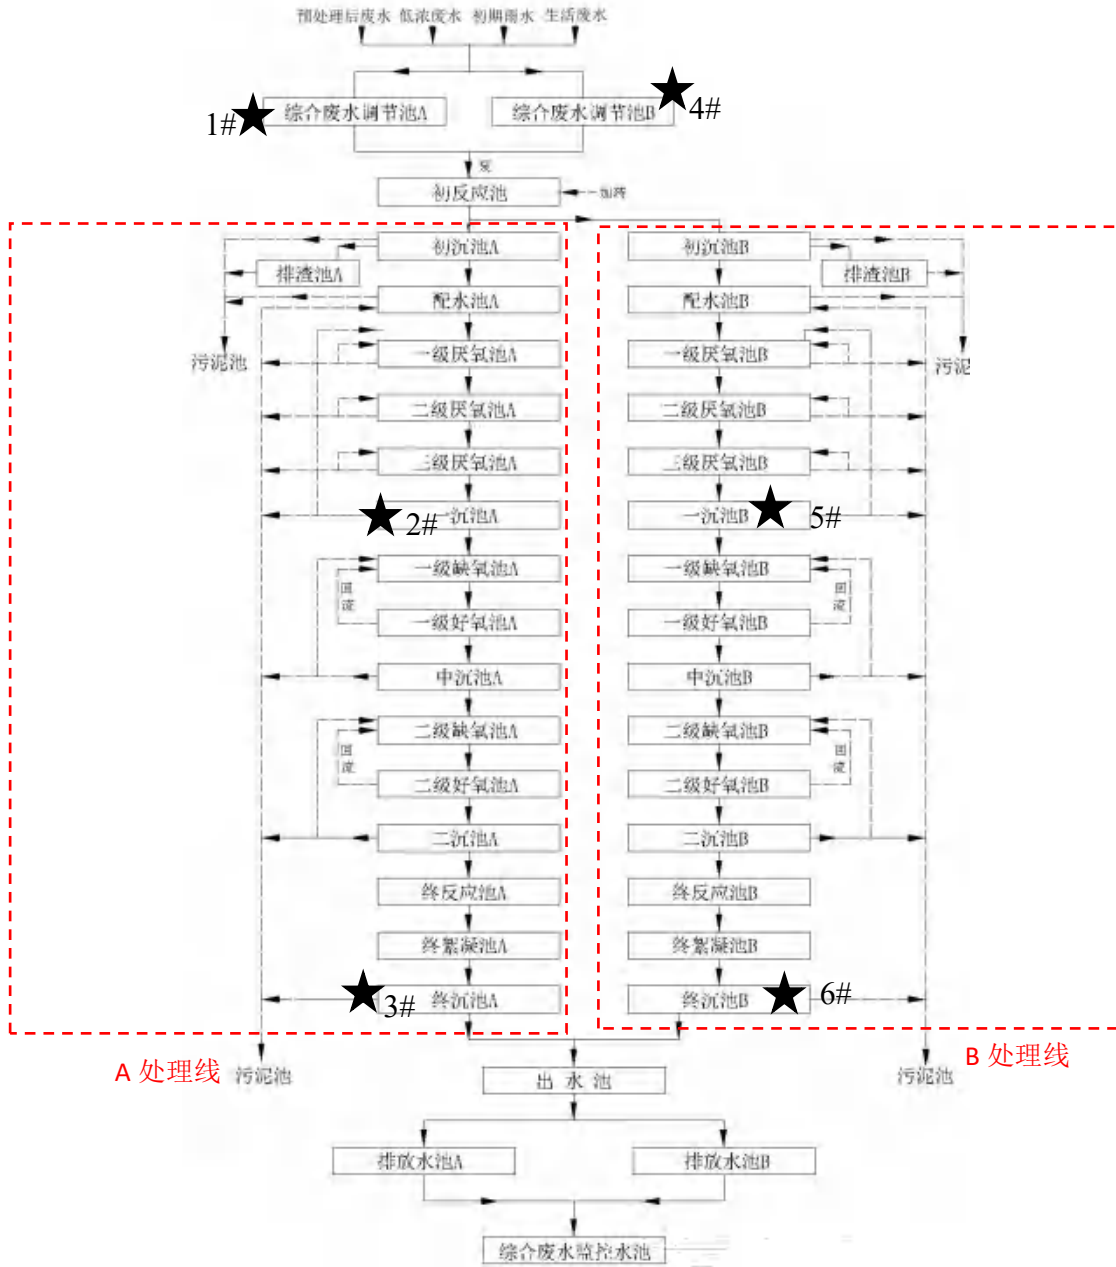 预处理后废水 低浓废水 初期雨水 生活废水
1# 综合废水调节池A 综合废水调节池B 4#
泵
初反应池 加药
初沉池A 初沉池B
排渣池A 排渣池B
配水池A 配水池B
污泥池 一级厌氧池A 一级厌氧池B 污泥
二级厌氧池A 二级厌氧池B
三级厌氧池A 三级厌氧池B
2# 一沉池A 一沉池B 5#
一级缺氧池A 一级缺氧池B
回流 回流
一级好氧池A 一级好氧池B
中沉池A 中沉池B
二级缺氧池A 二级缺氧池B
回流 回流
二级好氧池A 二级好氧池B
二沉池A 二沉池B
终反应池A 终反应池B
终絮凝池A 终絮凝池B
3# 终沉池A 终沉池B 6#
A 处理线 污泥池 出水池 污泥池 B 处理线
排放水池A 排放水池B
综合废水监控水池